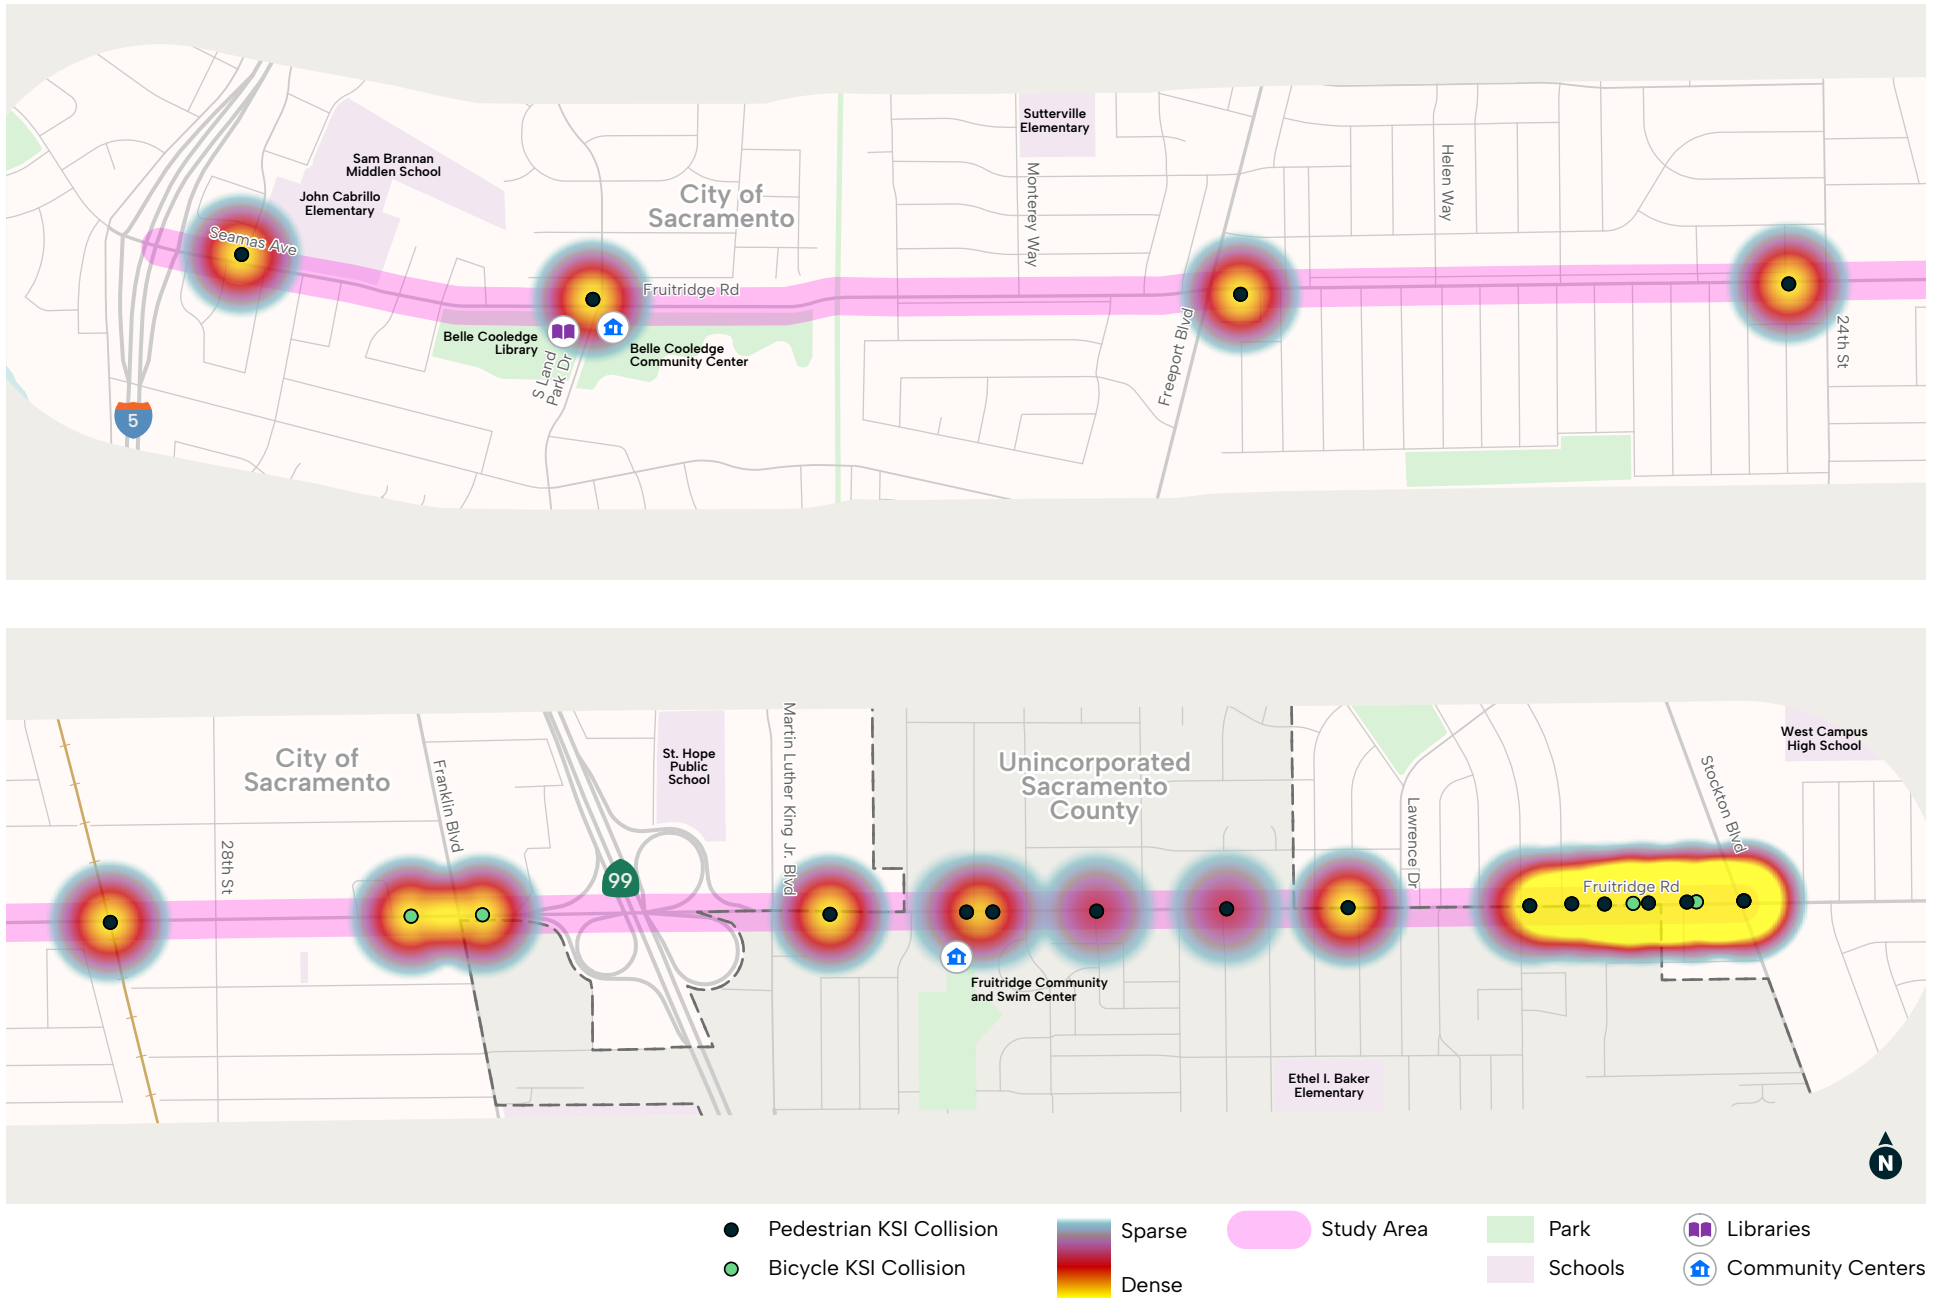 Sutterville
Elementary
Sam Brannan
Middlen School
John Cabrillo
Elementary
City of
Sacramento
Monterey Way
Helen Way
Seamas Ave
Fruitridge Rd
Belle Cooledge
Library
Belle Cooledge
Community Center
S Land
Park Dr
Freeport Blvd
24th St
5
City of
Sacramento
Franklin Blvd
28th St
99
St. Hope
Public
School
Martin Luther King Jr. Blvd
Unincorporated
Sacramento
County
Lawrence Dr
Stockton Blvd
West Campus
High School
Fruitridge Rd
Fruitridge Community
and Swim Center
Ethel I. Baker
Elementary
N
Pedestrian KSI Collision
Bicycle KSI Collision
Sparse
Dense
Study Area
Park
Schools
Libraries
Community Centers